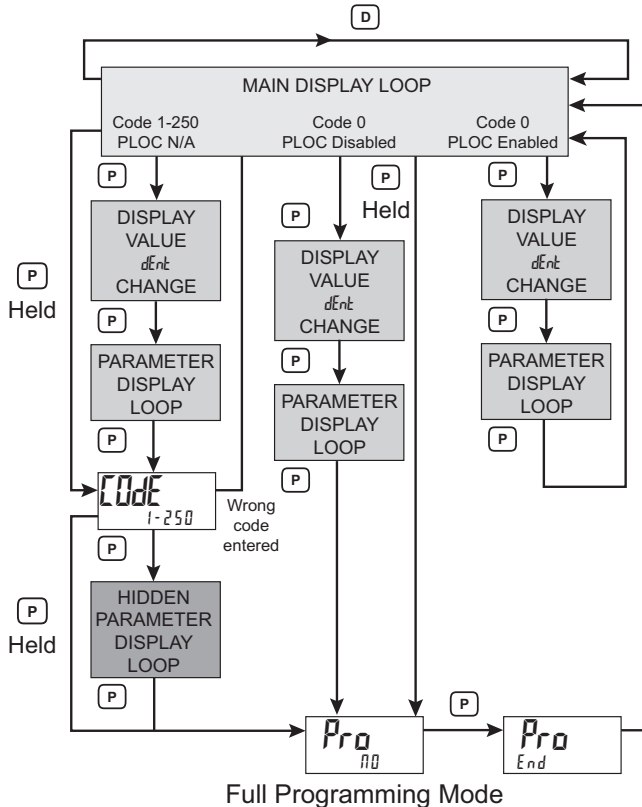 D
MAIN DISPLAY LOOP
Code 1-250
PLOC N/A
Code 0
PLOC Disabled
Code 0
PLOC Enabled
P
P
Held
P
P
DISPLAY
VALUE
dEnt
CHANGE
DISPLAY
VALUE
dEnt
CHANGE
DISPLAY
VALUE
dEnt
CHANGE
P
Held
P
P
P
PARAMETER
DISPLAY
LOOP
PARAMETER
DISPLAY
LOOP
PARAMETER
DISPLAY
LOOP
P
P
P
COdE
1-250
Wrong
code
entered
P
P
Held
HIDDEN
PARAMETER
DISPLAY
LOOP
P
Pro
NO
P
Pro
End
Full Programming Mode